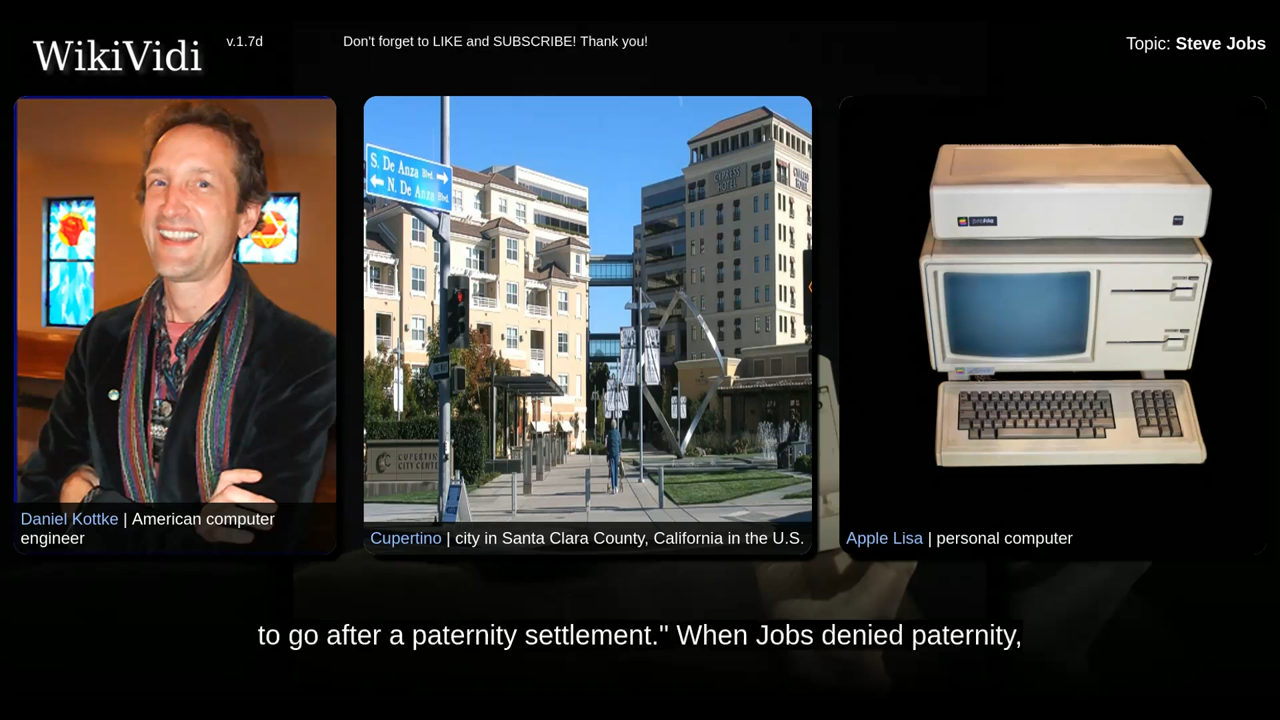 WikiVidi
v.1.7d
Don't forget to LIKE and SUBSCRIBE! Thank you!
Topic: Steve Jobs
S. De Anza Blvd.
N. De Anza Blvd.
CYPRESS
HOTEL
CUPERTINO
CITY CENTER
Daniel Kottke | American computer
engineer
Cupertino | city in Santa Clara County, California in the U.S.
Apple Lisa | personal computer
to go after a paternity settlement." When Jobs denied paternity,